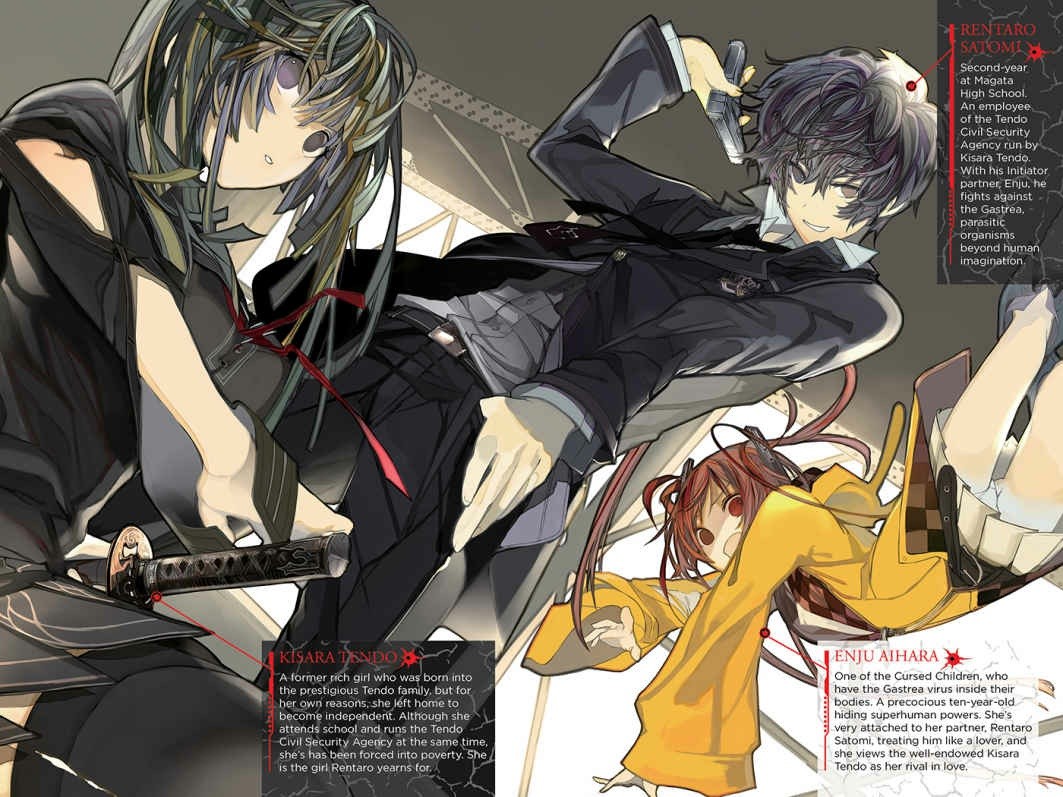 RENTARO
SATOMI
Second-year
at Magata
High School.
An employee
of the Tendo
Civil Security
Agency run by
Kisara Tendo.
With his Initiator
partner, Enju, he
fights against
the Gastrea,
parasitic
organisms
beyond human
imagination.
KISARA TENDO
A former rich girl who was born into
the prestigious Tendo family, but for
her own reasons, she left home to
become independent. Although she
attends school and runs the Tendo
Civil Security Agency at the same time,
she's has been forced into poverty. She
is the girl Rentaro yearns for.
ENJU AIHARA
One of the Cursed Children, who
have the Gastrea virus inside their
bodies. A precocious ten-year-old
hiding superhuman powers. She's
very attached to her partner, Rentaro
Satomi, treating him like a lover, and
she views the well-endowed Kisara
Tendo as her rival in love.